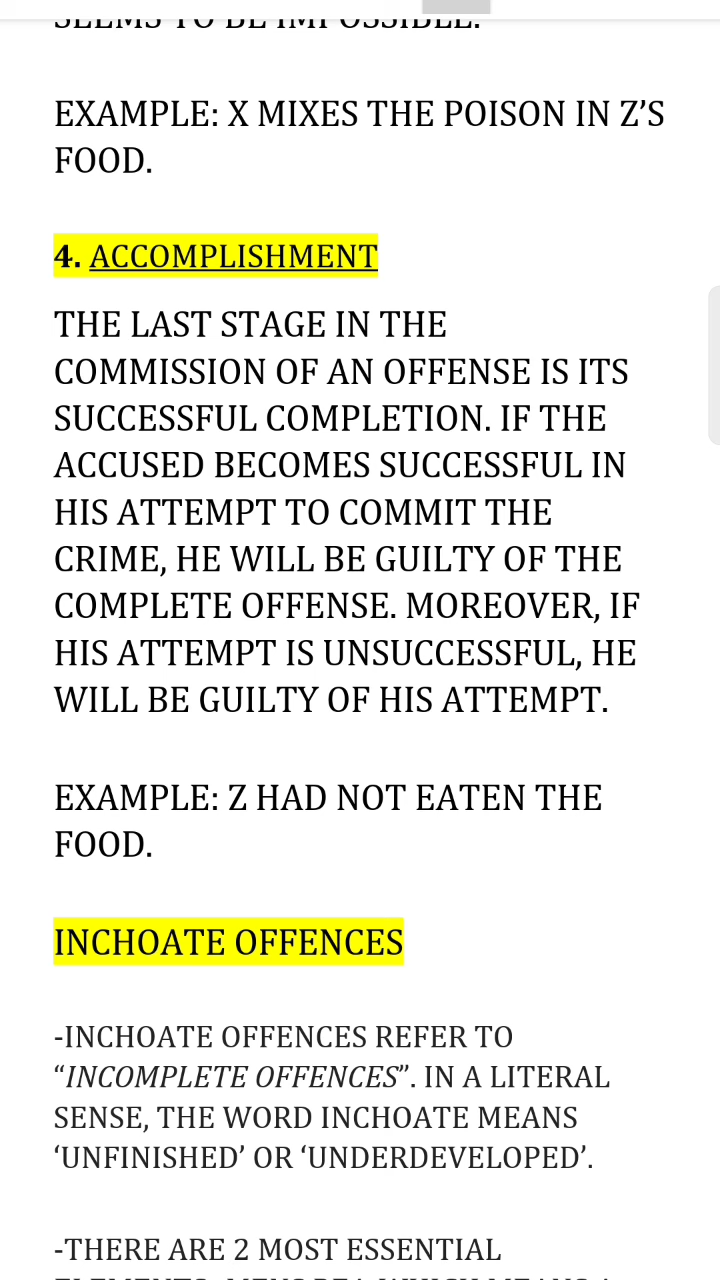 SEEMS TO BE IMPOSSIBLE.
EXAMPLE: X MIXES THE POISON IN Z’S
FOOD.
4. ACCOMPLISHMENT
THE LAST STAGE IN THE
COMMISSION OF AN OFFENSE IS ITS
SUCCESSFUL COMPLETION. IF THE
ACCUSED BECOMES SUCCESSFUL IN
HIS ATTEMPT TO COMMIT THE
CRIME, HE WILL BE GUILTY OF THE
COMPLETE OFFENSE. MOREOVER, IF
HIS ATTEMPT IS UNSUCCESSFUL, HE
WILL BE GUILTY OF HIS ATTEMPT.
EXAMPLE: Z HAD NOT EATEN THE
FOOD.
INCHOATE OFFENCES
-INCHOATE OFFENCES REFER TO
“INCOMPLETE OFFENCES”. IN A LITERAL
SENSE, THE WORD INCHOATE MEANS
‘UNFINISHED’ OR ‘UNDERDEVELOPED’.
-THERE ARE 2 MOST ESSENTIAL